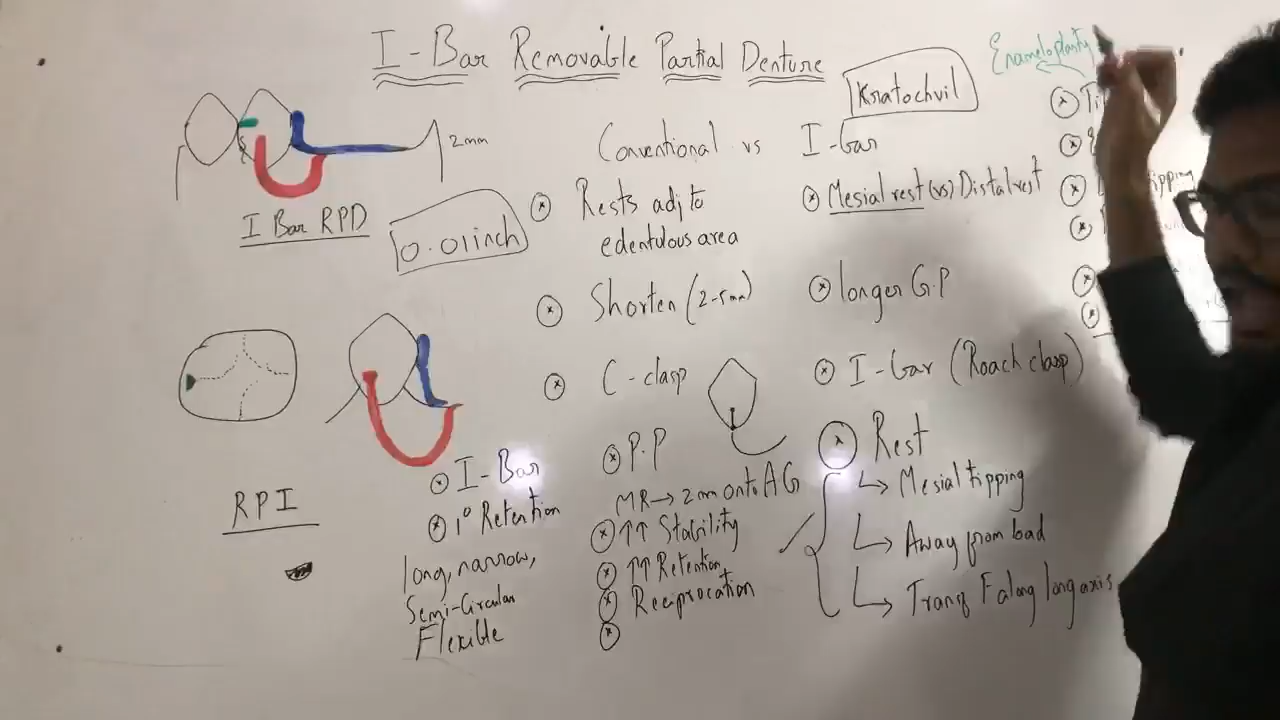 I-Bar Removable Partial Denture
Kratochvil
Enameloplasty
2mm
I Bar RPD
0.01inch
Conventional vs I-bar
Rests adj to
edentulous area
Mesial rest (vs) Distal rest
Shorten (2-5mm)
longer G.P
C-clasp
I-bar (Roach clasp)
RPI
I-Bar
1° Retention
long, narrow,
Semi-Circular
Flexible
P.P
MR→ 2mm onto AG
↑↑ Stability
↑↑ Retention
Reciprocation
Rest
Mesial tipping
Away from load
Transf F along long axis
ipping